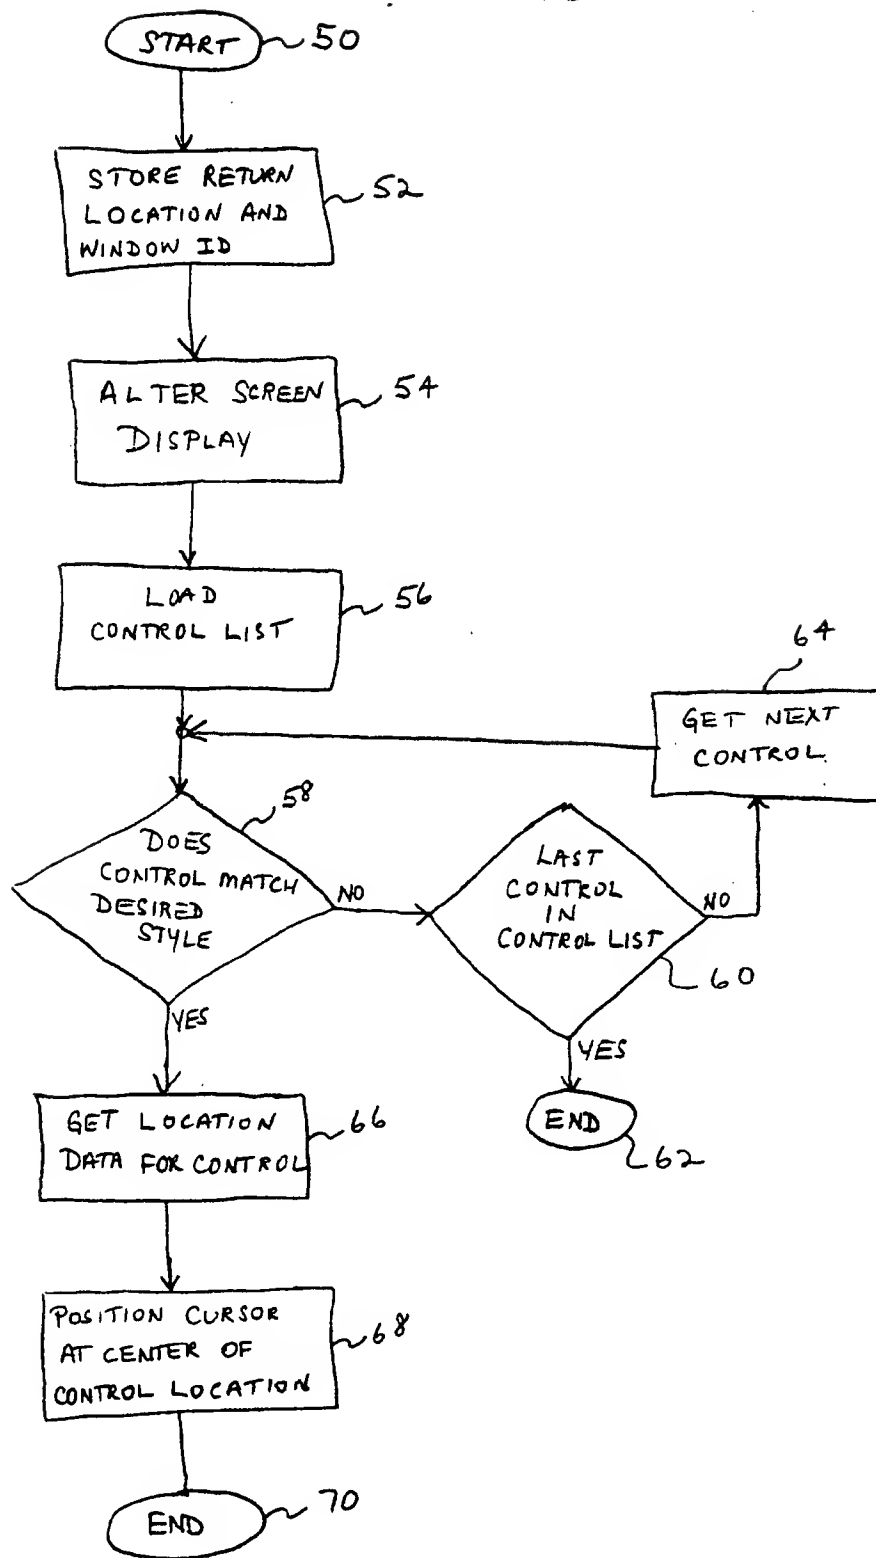 START
50
STORE RETURN
LOCATION AND
WINDOW ID
52
ALTER SCREEN
DISPLAY
54
LOAD
CONTROL LIST
56
64
GET NEXT
CONTROL.
58
DOES
CONTROL MATCH
DESIRED
STYLE
NO
LAST
CONTROL
IN
CONTROL LIST
NO
60
YES
YES
END
62
GET LOCATION
DATA FOR CONTROL
66
POSITION CURSOR
AT CENTER OF
CONTROL LOCATION
68
END
70